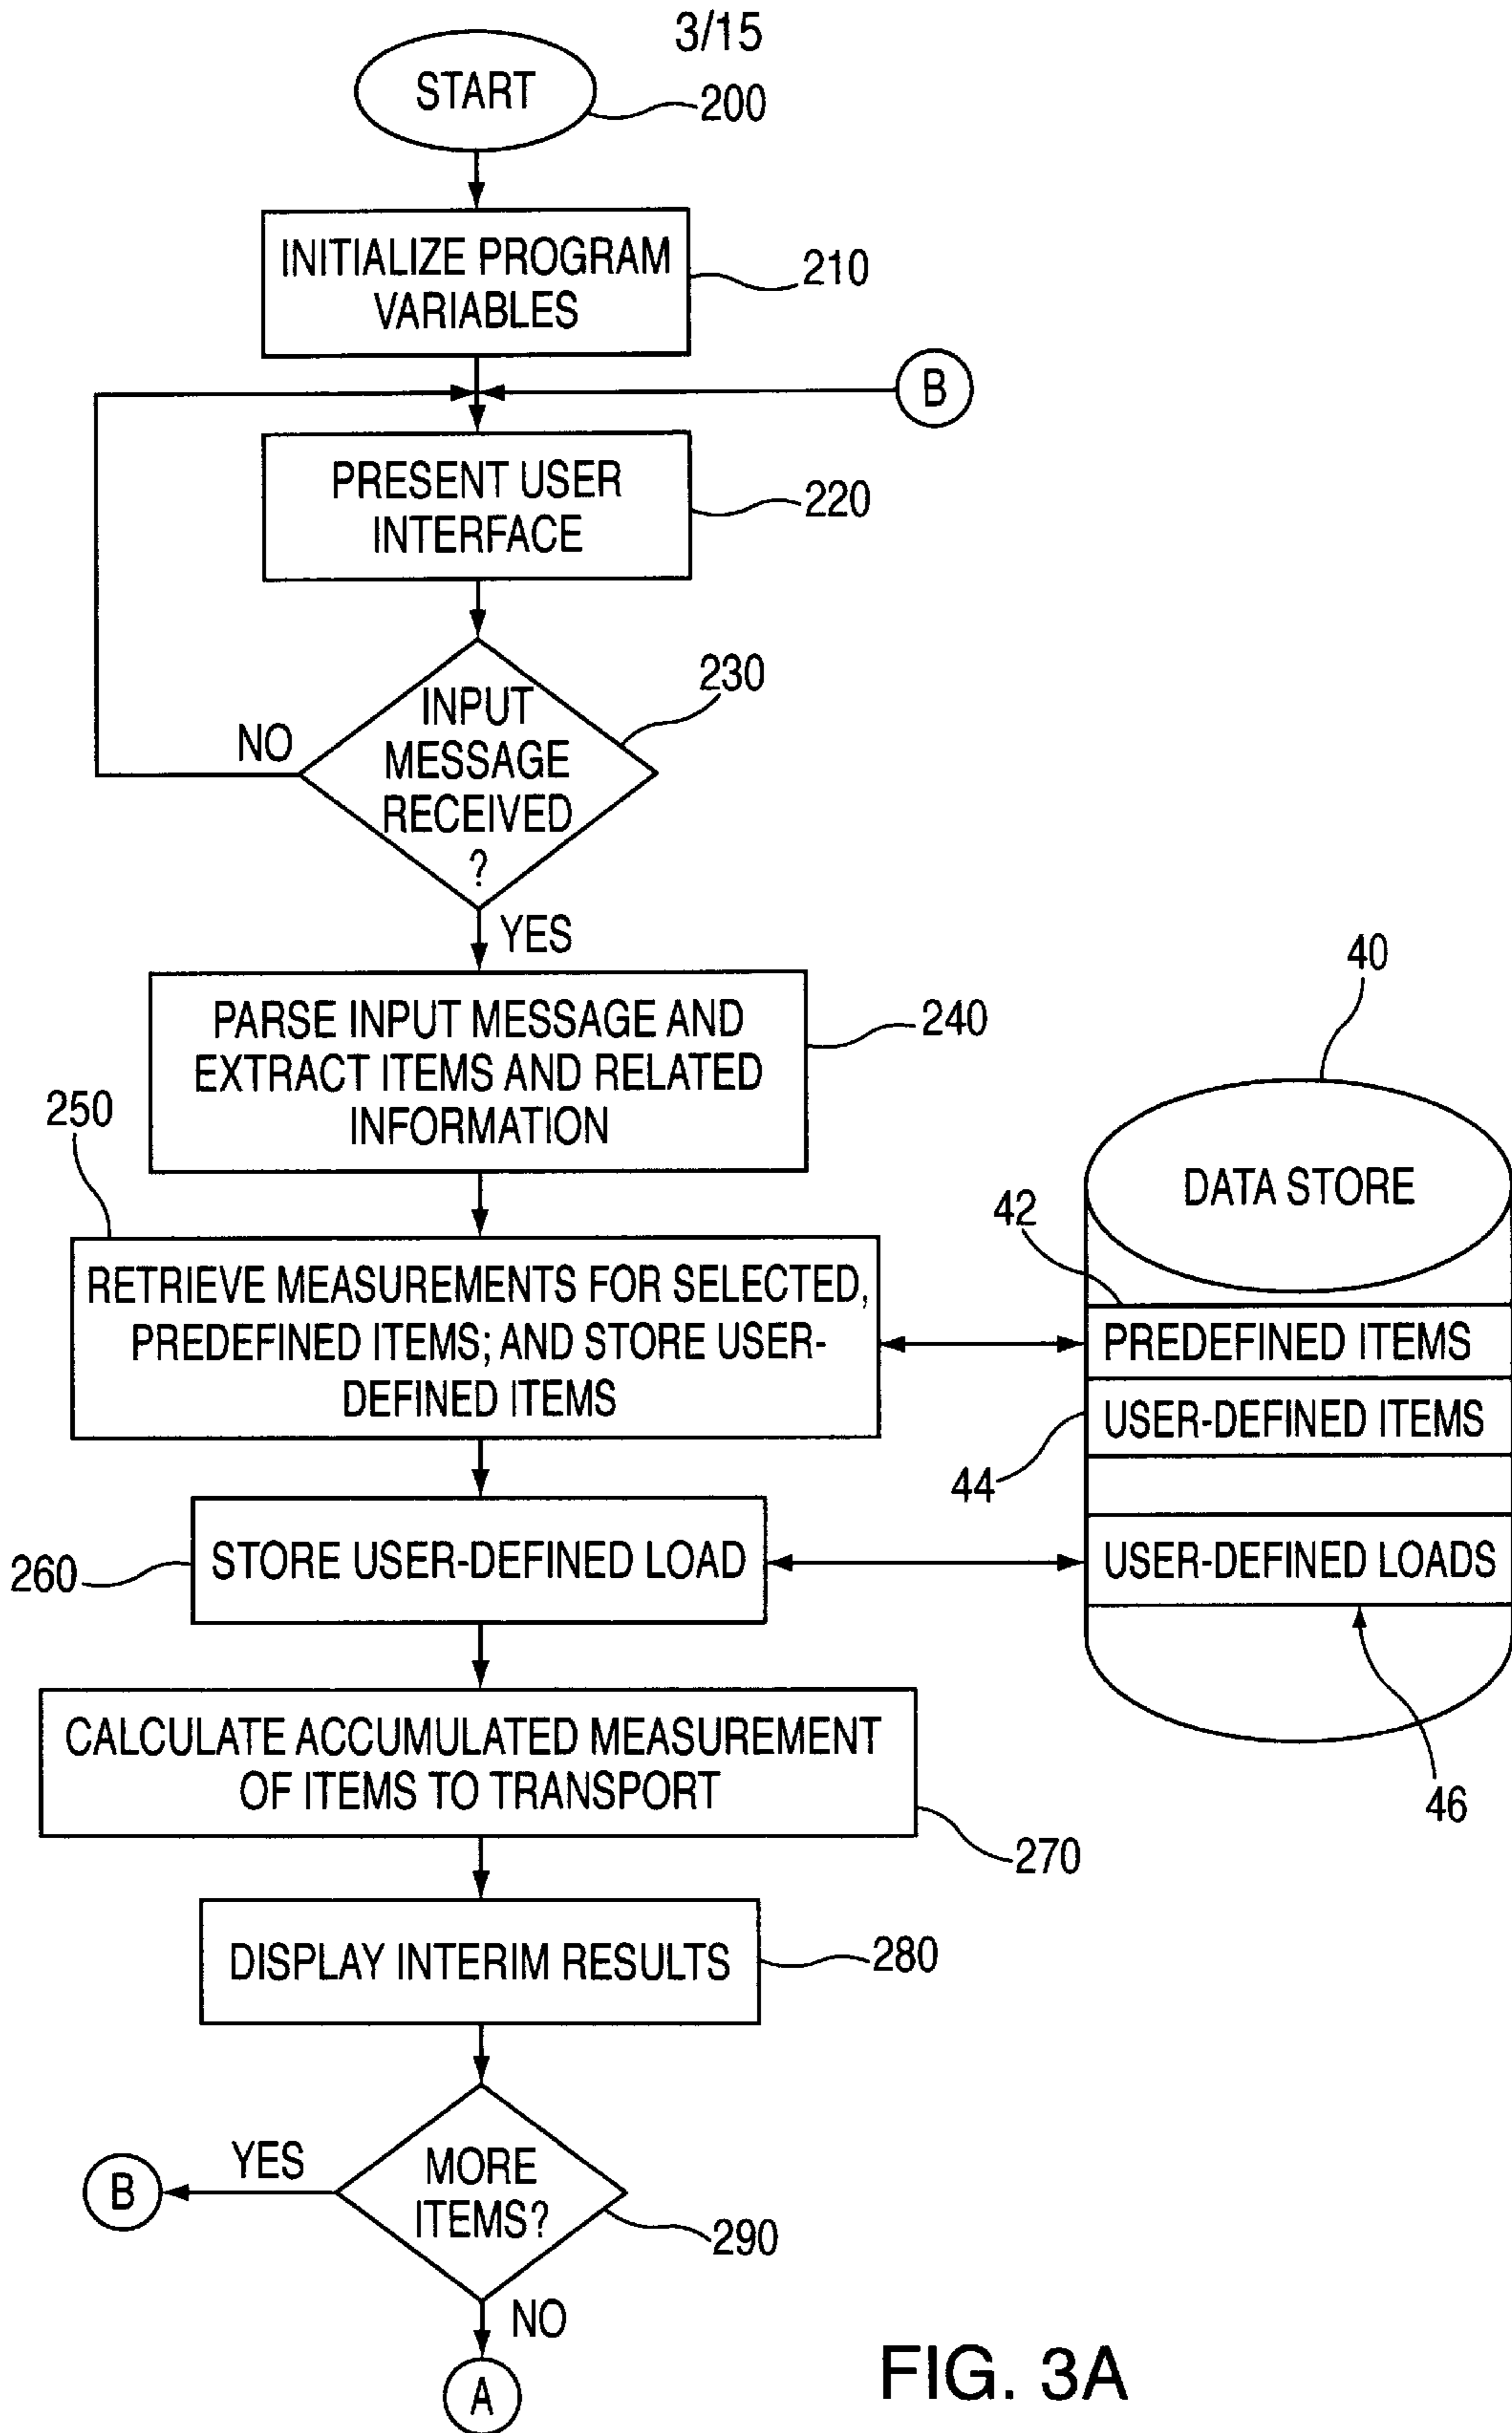 3/15
START
200
INITIALIZE PROGRAM
VARIABLES
210
B
PRESENT USER
INTERFACE
220
INPUT
MESSAGE
RECEIVED
?
230
NO
YES
PARSE INPUT MESSAGE AND
EXTRACT ITEMS AND RELATED
INFORMATION
240
250
RETRIEVE MEASUREMENTS FOR SELECTED,
PREDEFINED ITEMS; AND STORE USER-
DEFINED ITEMS
40
DATA STORE
42
PREDEFINED ITEMS
USER-DEFINED ITEMS
44
USER-DEFINED LOADS
46
260
STORE USER-DEFINED LOAD
CALCULATE ACCUMULATED MEASUREMENT
OF ITEMS TO TRANSPORT
270
DISPLAY INTERIM RESULTS
280
MORE
ITEMS?
290
YES
B
NO
A
FIG. 3A